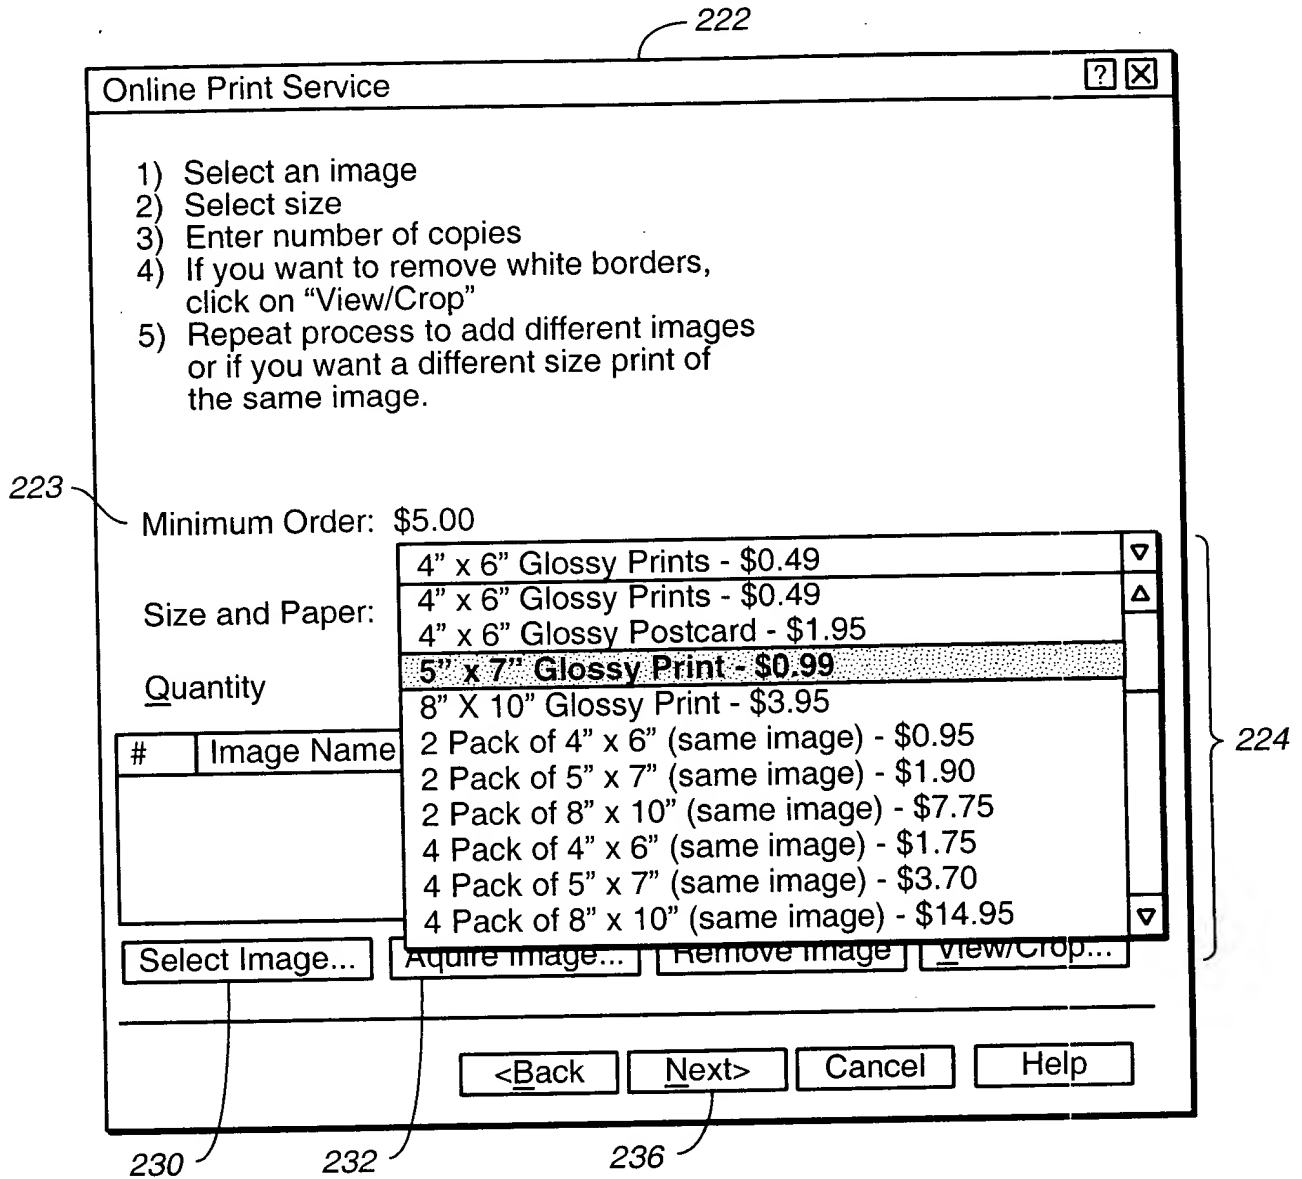 222
Online Print Service ?
1) Select an image
2) Select size
3) Enter number of copies
4) If you want to remove white borders,
click on “View/Crop”
5) Repeat process to add different images
or if you want a different size print of
the same image.
223
Minimum Order: $5.00
4” x 6” Glossy Prints - $0.49
Size and Paper:
4” x 6” Glossy Prints - $0.49
4” x 6” Glossy Postcard - $1.95
5” x 7” Glossy Print - $0.99
Quantity
8” X 10” Glossy Print - $3.95
# Image Name
2 Pack of 4” x 6” (same image) - $0.95
224
2 Pack of 5” x 7” (same image) - $1.90
2 Pack of 8” x 10” (same image) - $7.75
4 Pack of 4” x 6” (same image) - $1.75
4 Pack of 5” x 7” (same image) - $3.70
4 Pack of 8” x 10” (same image) - $14.95
Select Image... Aquire Image... Remove Image View/Crop...
<Back Next> Cancel Help
230 232 236